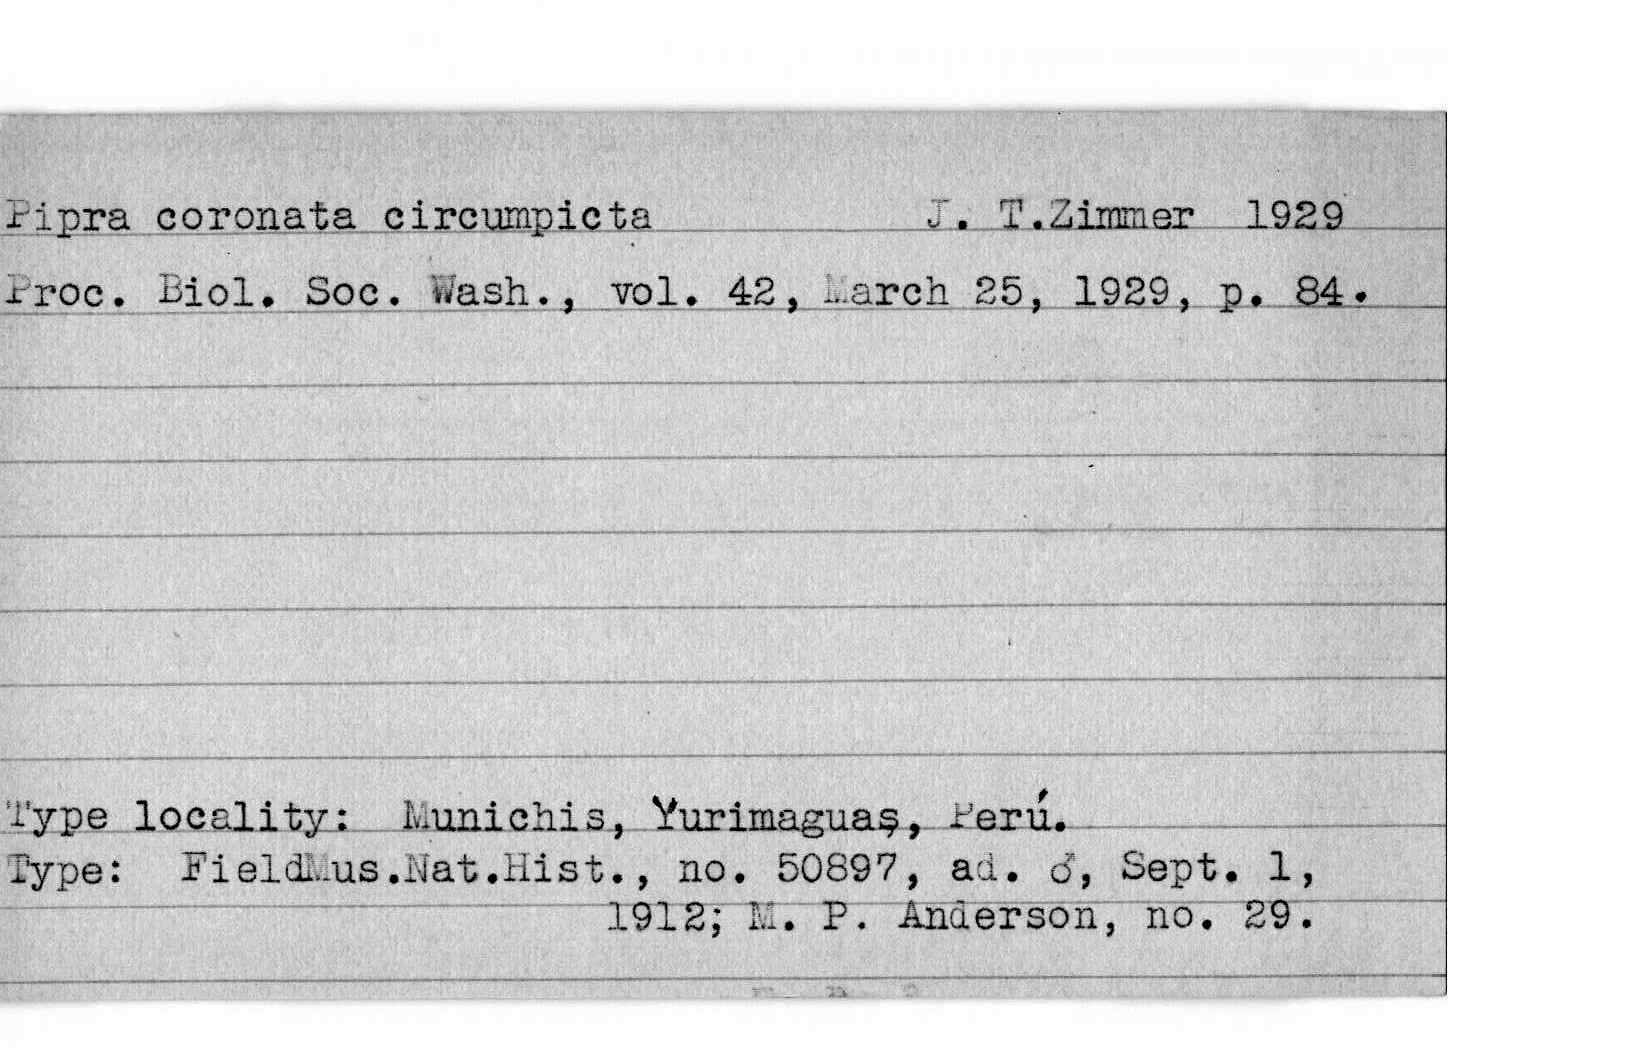 Pipra coronata circumpicta J. T.Zimmer 1929
Proc. Biol. Soc. Wash., vol. 42, March 25, 1929, p. 84.
Type locality: Munichis, Yurimaguas, Perú.
Type: FieldMus.Nat.Hist., no. 50897, ad. ♂, Sept. 1,
1912; M. P. Anderson, no. 29.